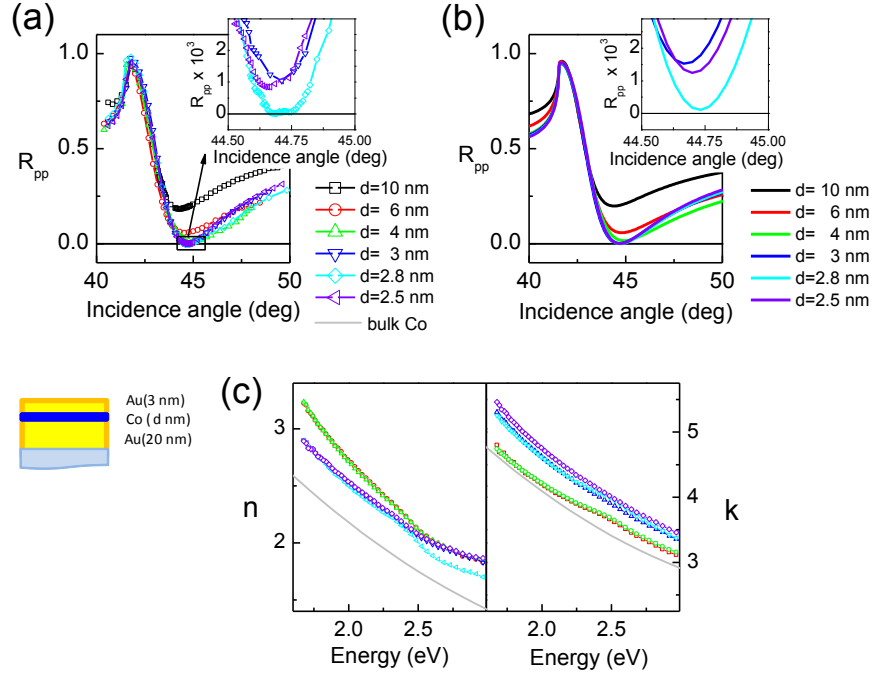 (a)
1.0
0.5
0.0
R_pp
40
45
50
Incidence angle (deg)
R_pp x 10^3
2
1
0
44.50
44.75
45.00
Incidence angle (deg)
d=10 nm
d= 6 nm
d= 4 nm
d= 3 nm
d=2.8 nm
d=2.5 nm
bulk Co
(b)
1.0
0.5
0.0
R_pp
40
45
50
Incidence angle (deg)
R_pp x 10^3
2
1
0
44.50
44.75
45.00
Incidence angle (deg)
d= 10 nm
d= 6 nm
d= 4 nm
d= 3 nm
d=2.8 nm
d=2.5 nm
Au(3 nm)
Co ( d nm)
Au(20 nm)
(c)
3
2
n
2.0
2.5
Energy (eV)
2.0
2.5
Energy (eV)
5
4
3
k